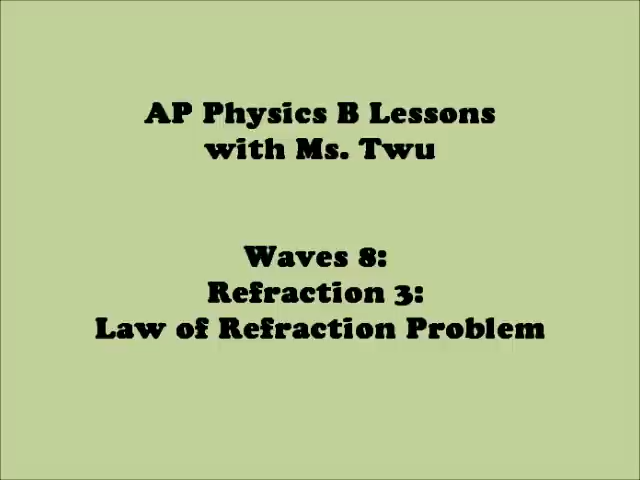 AP Physics B Lessons
with Ms. Twu
Waves 8:
Refraction 3:
Law of Refraction Problem